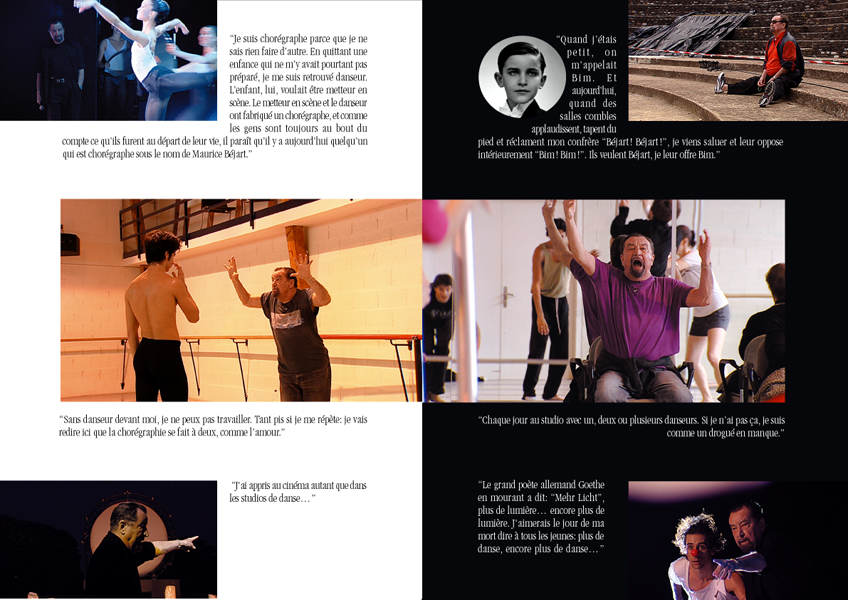 “Je suis chorégraphe parce que je ne
sais rien faire d’autre. En quittant une
enfance qui ne m’y avait pourtant pas
préparé, je me suis retrouvé danseur.
L’enfant, lui, voulait être metteur en
scène. Le metteur en scène et le danseur
ont fabriqué un chorégraphe, et comme
les gens sont toujours au bout du
compte ce qu’ils furent au départ de leur vie, il paraît qu’il y a aujourd’hui quelqu’un
qui est chorégraphe sous le nom de Maurice Béjart.”
“Sans danseur devant moi, je ne peux pas travailler. Tant pis si je me répète: je vais
redire ici que la chorégraphie se fait à deux, comme l’amour.”
“J’ai appris au cinéma autant que dans
les studios de danse… ”
“Quand j’étais
petit, on
m’appelait
Bim. Et
aujourd’hui,
quand des
salles combles
applaudissent, tapent du
pied et réclament mon confrère “Béjart ! Béjart !”, je viens saluer et leur oppose
intérieurement “Bim ! Bim !”. Ils veulent Béjart, je leur offre Bim.”
“Chaque jour au studio avec un, deux ou plusieurs danseurs. Si je n’ai pas ça, je suis
comme un drogué en manque.”
“Le grand poète allemand Goethe
en mourant a dit: “Mehr Licht”,
plus de lumière… encore plus de
lumière. J’aimerais le jour de ma
mort dire à tous les jeunes: plus de
danse, encore plus de danse… ”